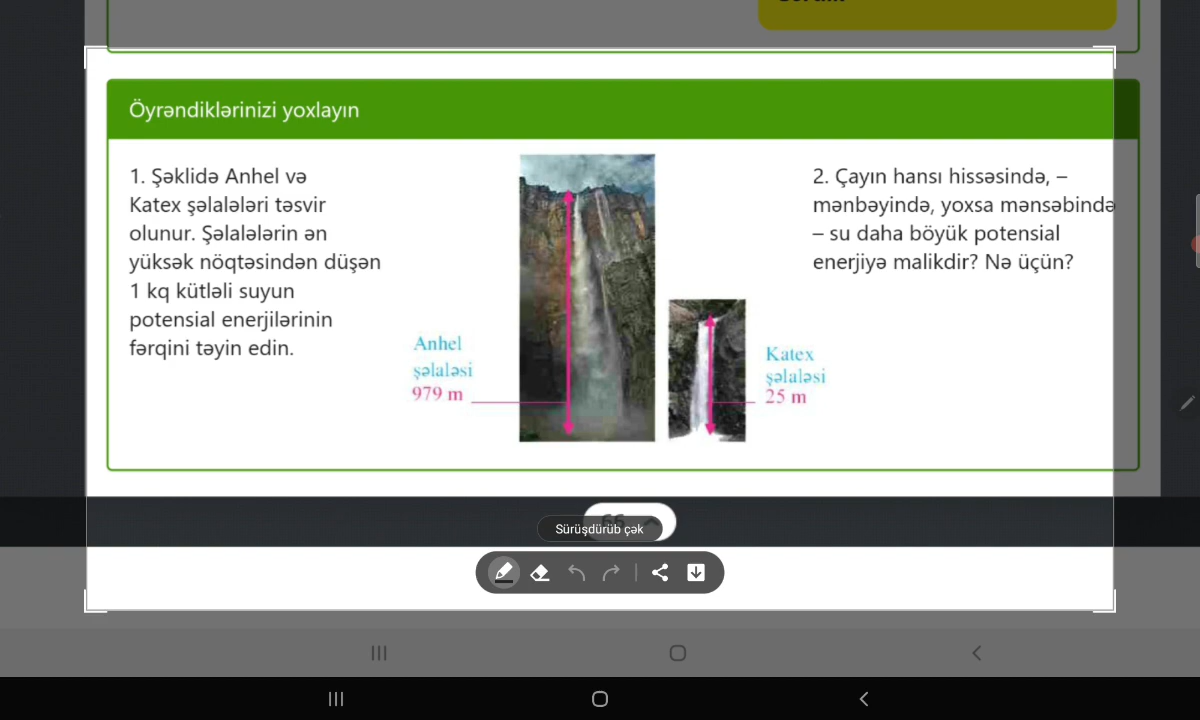 Öyrəndiklərinizi yoxlayın
1. Şəklidə Anhel və
Katex şəlalələri təsvir
olunur. Şəlalələrin ən
yüksək nöqtəsindən düşən
1 kq kütləli suyun
potensial enerjilərinin
fərqini təyin edin.
Anhel
şəlaləsi
979 m
Katex
şəlaləsi
25 m
2. Çayın hansı hissəsində, –
mənbəyində, yoxsa mənsəbində
– su daha böyük potensial
enerjiyə malikdir? Nə üçün?
Sürüşdürüb çək